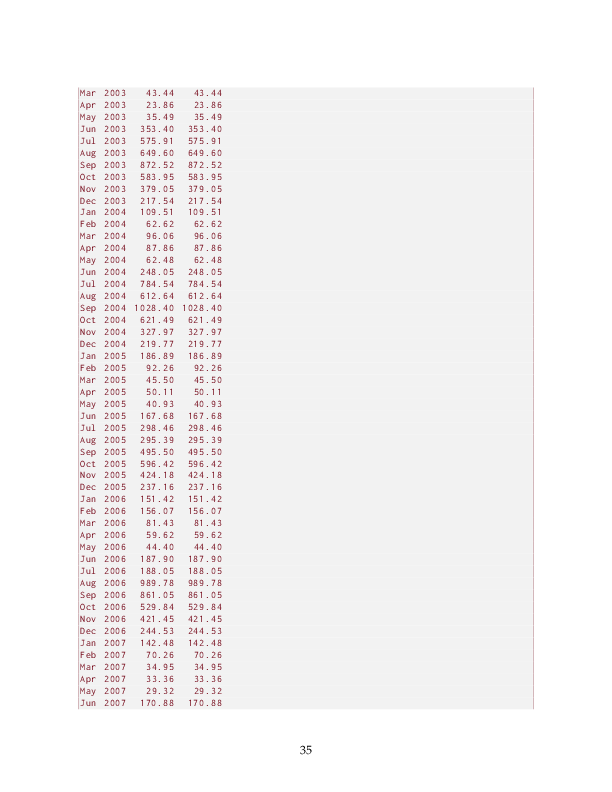 Mar 2003 43.44 43.44
Apr 2003 23.86 23.86
May 2003 35.49 35.49
Jun 2003 353.40 353.40
Jul 2003 575.91 575.91
Aug 2003 649.60 649.60
Sep 2003 872.52 872.52
Oct 2003 583.95 583.95
Nov 2003 379.05 379.05
Dec 2003 217.54 217.54
Jan 2004 109.51 109.51
Feb 2004 62.62 62.62
Mar 2004 96.06 96.06
Apr 2004 87.86 87.86
May 2004 62.48 62.48
Jun 2004 248.05 248.05
Jul 2004 784.54 784.54
Aug 2004 612.64 612.64
Sep 2004 1028.40 1028.40
Oct 2004 621.49 621.49
Nov 2004 327.97 327.97
Dec 2004 219.77 219.77
Jan 2005 186.89 186.89
Feb 2005 92.26 92.26
Mar 2005 45.50 45.50
Apr 2005 50.11 50.11
May 2005 40.93 40.93
Jun 2005 167.68 167.68
Jul 2005 298.46 298.46
Aug 2005 295.39 295.39
Sep 2005 495.50 495.50
Oct 2005 596.42 596.42
Nov 2005 424.18 424.18
Dec 2005 237.16 237.16
Jan 2006 151.42 151.42
Feb 2006 156.07 156.07
Mar 2006 81.43 81.43
Apr 2006 59.62 59.62
May 2006 44.40 44.40
Jun 2006 187.90 187.90
Jul 2006 188.05 188.05
Aug 2006 989.78 989.78
Sep 2006 861.05 861.05
Oct 2006 529.84 529.84
Nov 2006 421.45 421.45
Dec 2006 244.53 244.53
Jan 2007 142.48 142.48
Feb 2007 70.26 70.26
Mar 2007 34.95 34.95
Apr 2007 33.36 33.36
May 2007 29.32 29.32
Jun 2007 170.88 170.88
35